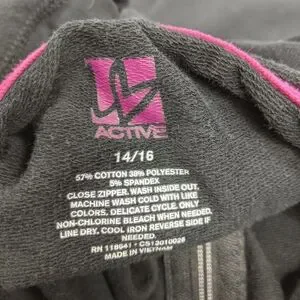 ACTIVE
14/16
57% COTTON 38% POLYESTER
5% SPANDEX
CLOSE ZIPPER. WASH INSIDE OUT.
MACHINE WASH COLD WITH LIKE
COLORS. DELICATE CYCLE. ONLY
NON-CHLORINE BLEACH WHEN NEEDED.
LINE DRY. COOL IRON REVERSE SIDE IF
NEEDED.
RN 118641 • CS12010028
MADE IN VIETNAM